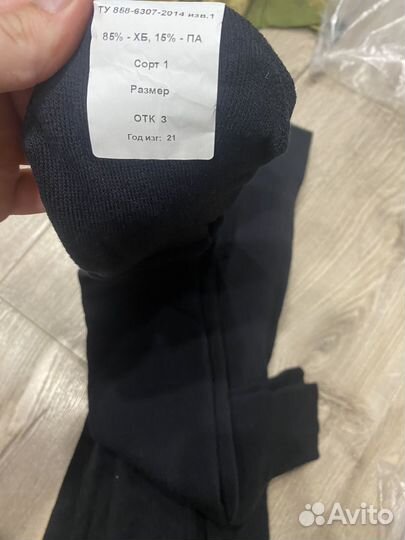 ТУ 858-6307-2014 изв.1
85% - ХБ, 15% - ПА
Сорт 1
Размер
ОТК 3
Год изг: 21
Avito